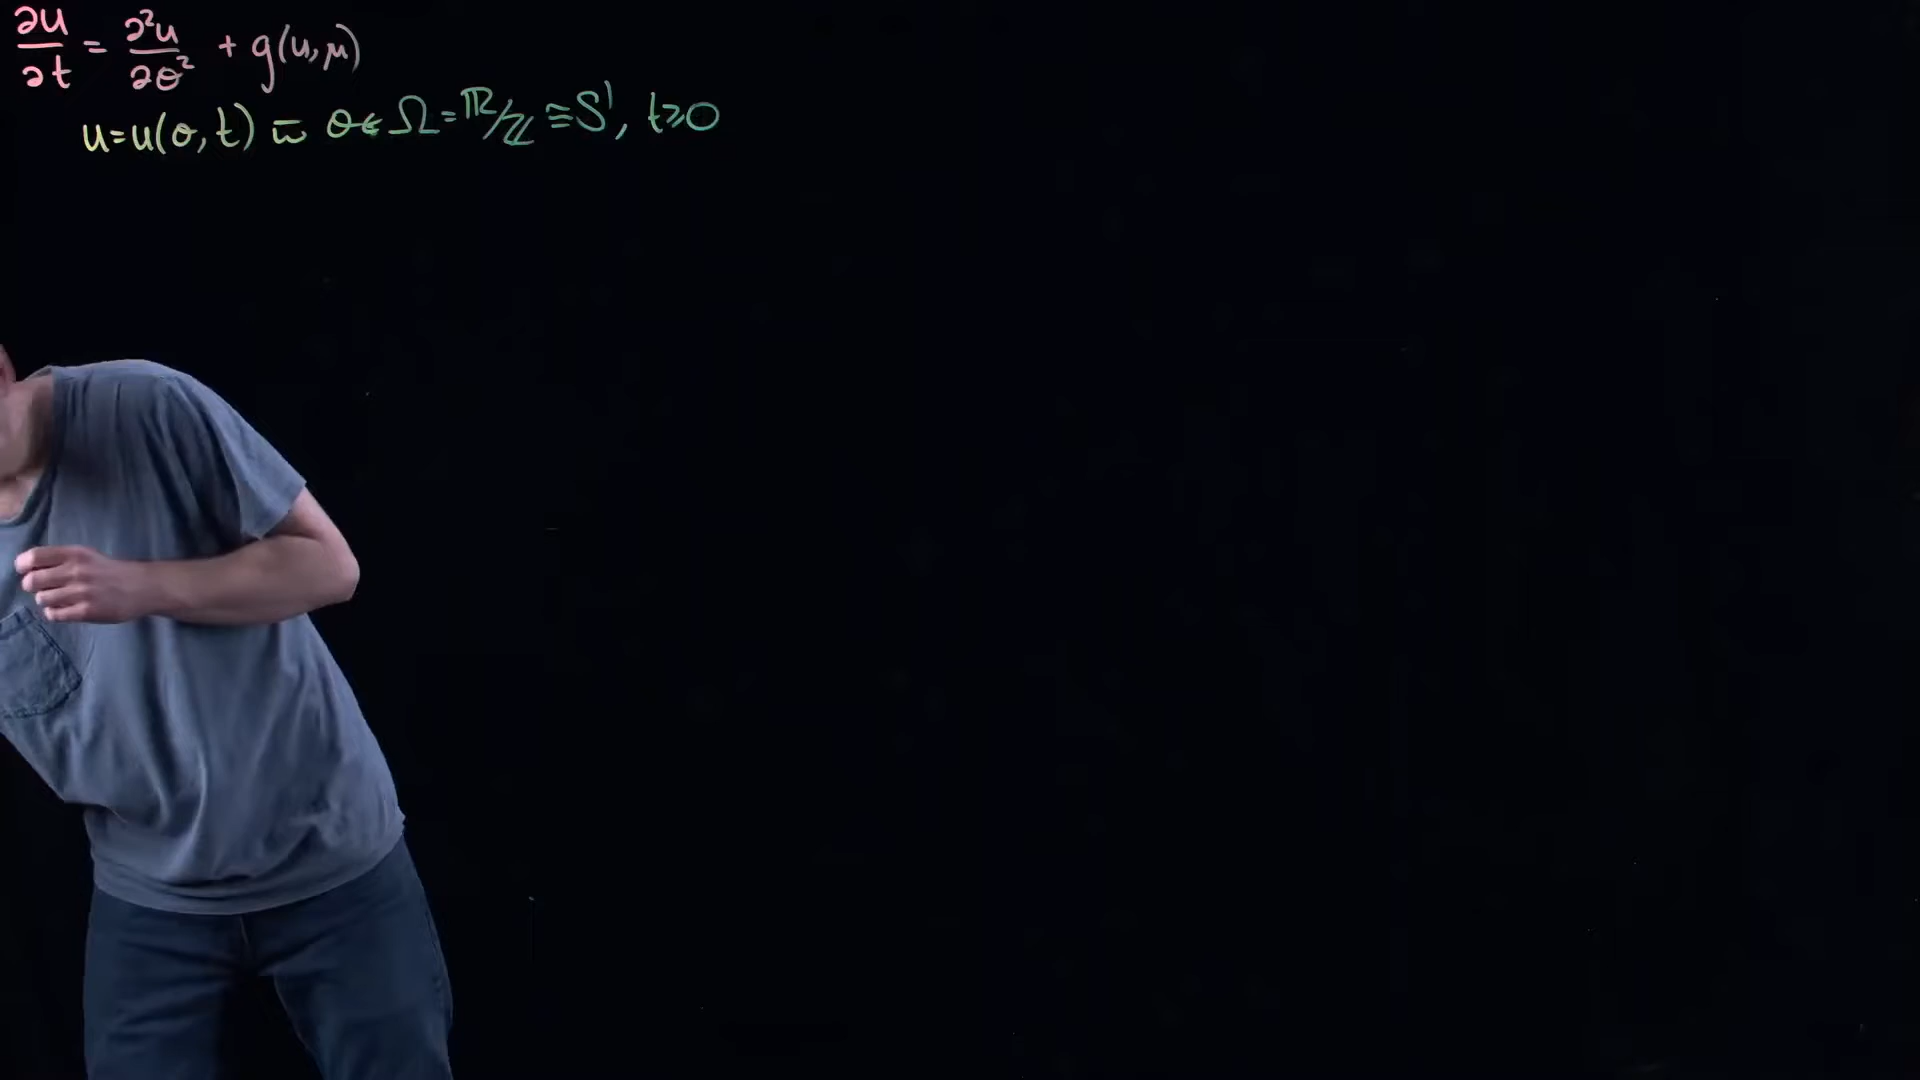 ∂u/∂t = ∂²u/∂θ² + g(u,μ)
u=u(θ,t) w θ∈Ω=ℝ/ℤ≅S¹, t≥0